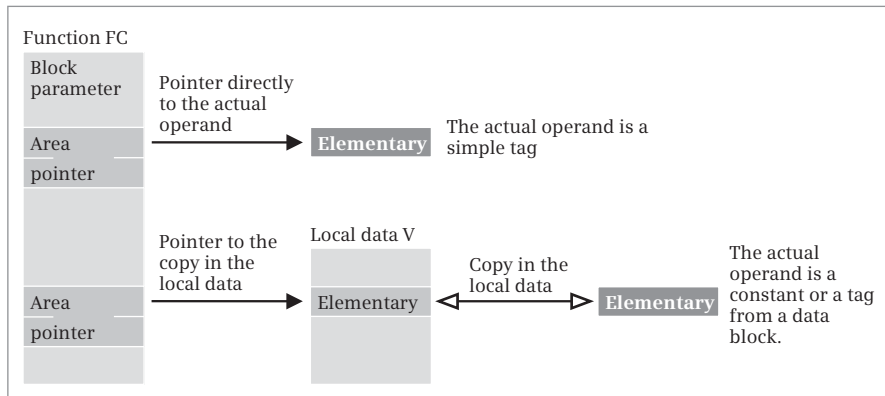 Function FC
Block
parameter
Pointer directly
to the actual
operand
Area
pointer
Elementary
The actual operand is a
simple tag
Pointer to the
copy in the
local data
Area
pointer
Local data V
Elementary
Copy in the
local data
Elementary
The actual
operand is a
constant or a tag
from a data
block.